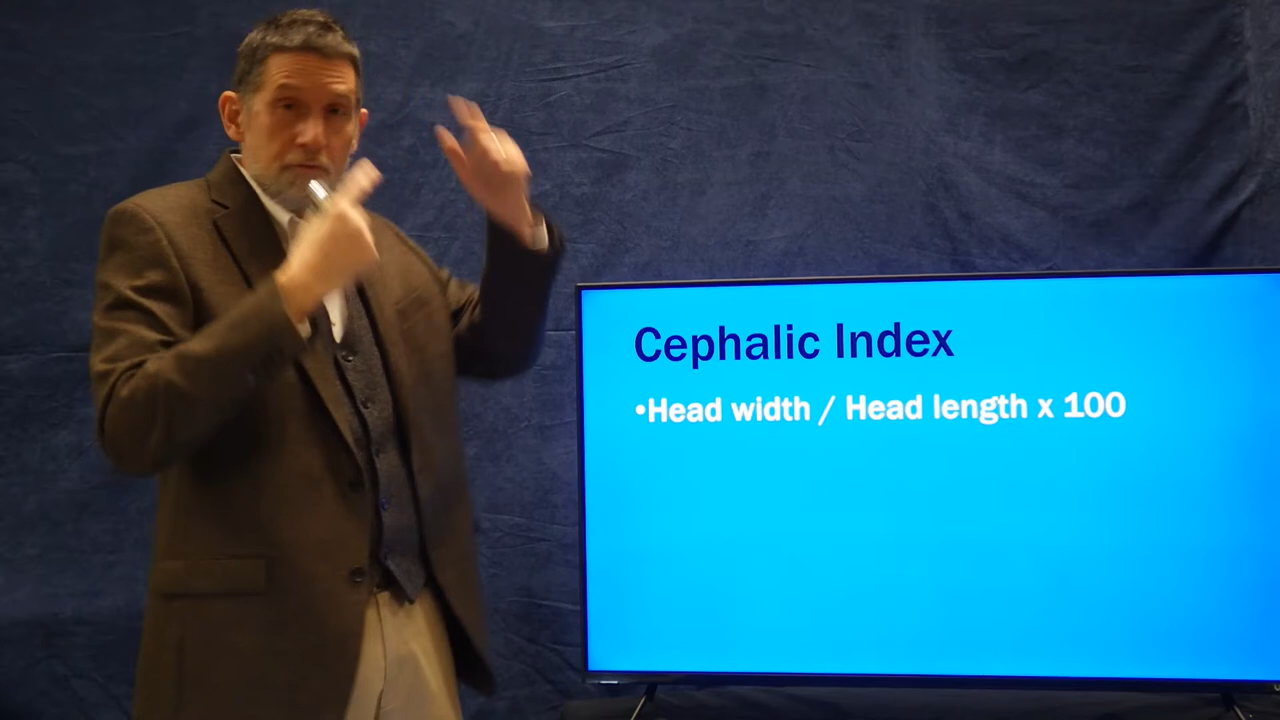 Cephalic Index
•Head width / Head length x 100